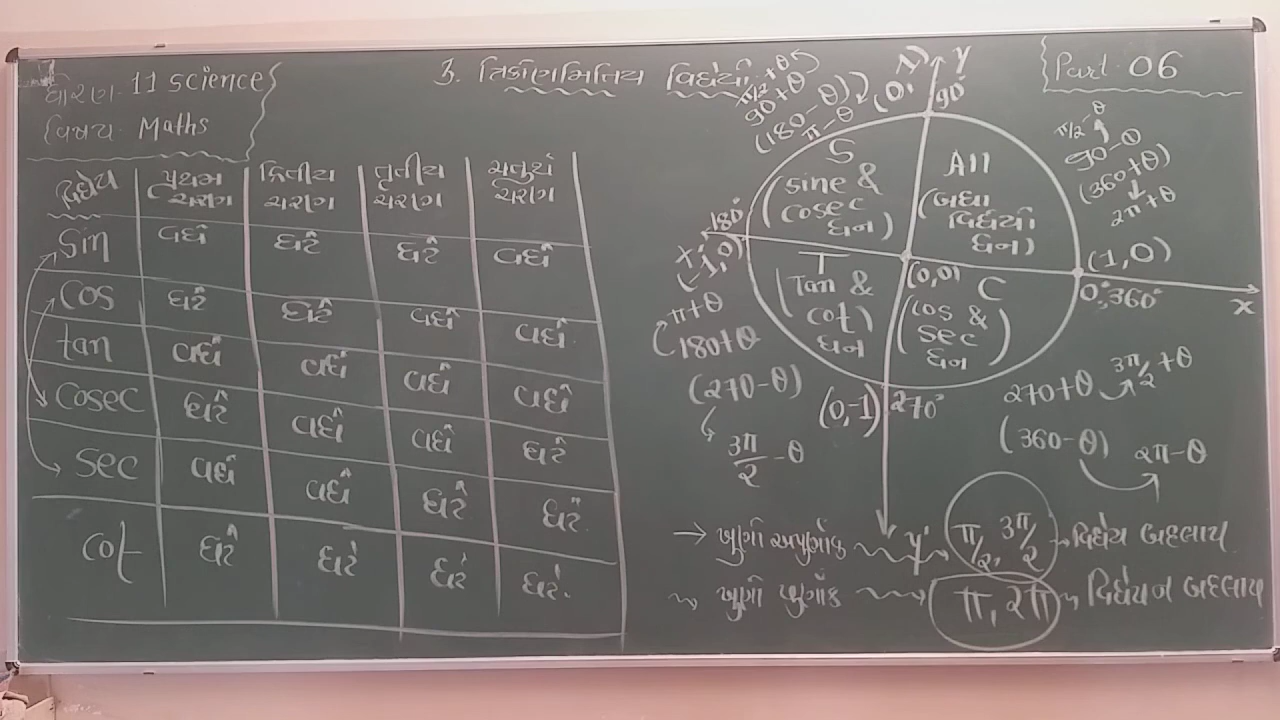 ધોરણ. 11 science
વિષય. Maths
3. ત્રિકોણમિતિય વિધેયો
Part - 06
વિધેય | પ્રથમ ચરણ | દ્વિતીય ચરણ | તૃતીય ચરણ | ચતુર્થ ચરણ
Sin | વધે | ઘટે | ઘટે | વધે
Cos | ઘટે | ઘટે | વધે | વધે
tan | વધે | વધે | વધે | વધે
Cosec | ઘટે | વધે | વધે | ઘટે
Sec | વધે | વધે | ઘટે | ઘટે
Cot | ઘટે | ઘટે | ઘટે | ઘટે
π/2 + θ
90+θ
(180-θ)
π-θ
(0, 1)
Y
90°
π/2 - θ
90-θ
(360+θ)
2π+θ
S
(sine &
cosec
ધન)
All
(બધા
વિધેયો
ધન)
180°
X'
(-1, 0)
(0,0)
(1,0)
0°,360°
X
T
(Tan &
cot)
ધન
C
(cos &
sec
ધન)
π+θ
180+θ
(270-θ)
3π/2 - θ
(0,-1)
270°
270+θ
3π/2 + θ
(360-θ)
2π-θ
Y'
π/2, 3π/2 → વિધેય બદલાય
π, 2π → વિધેય ન બદલાય